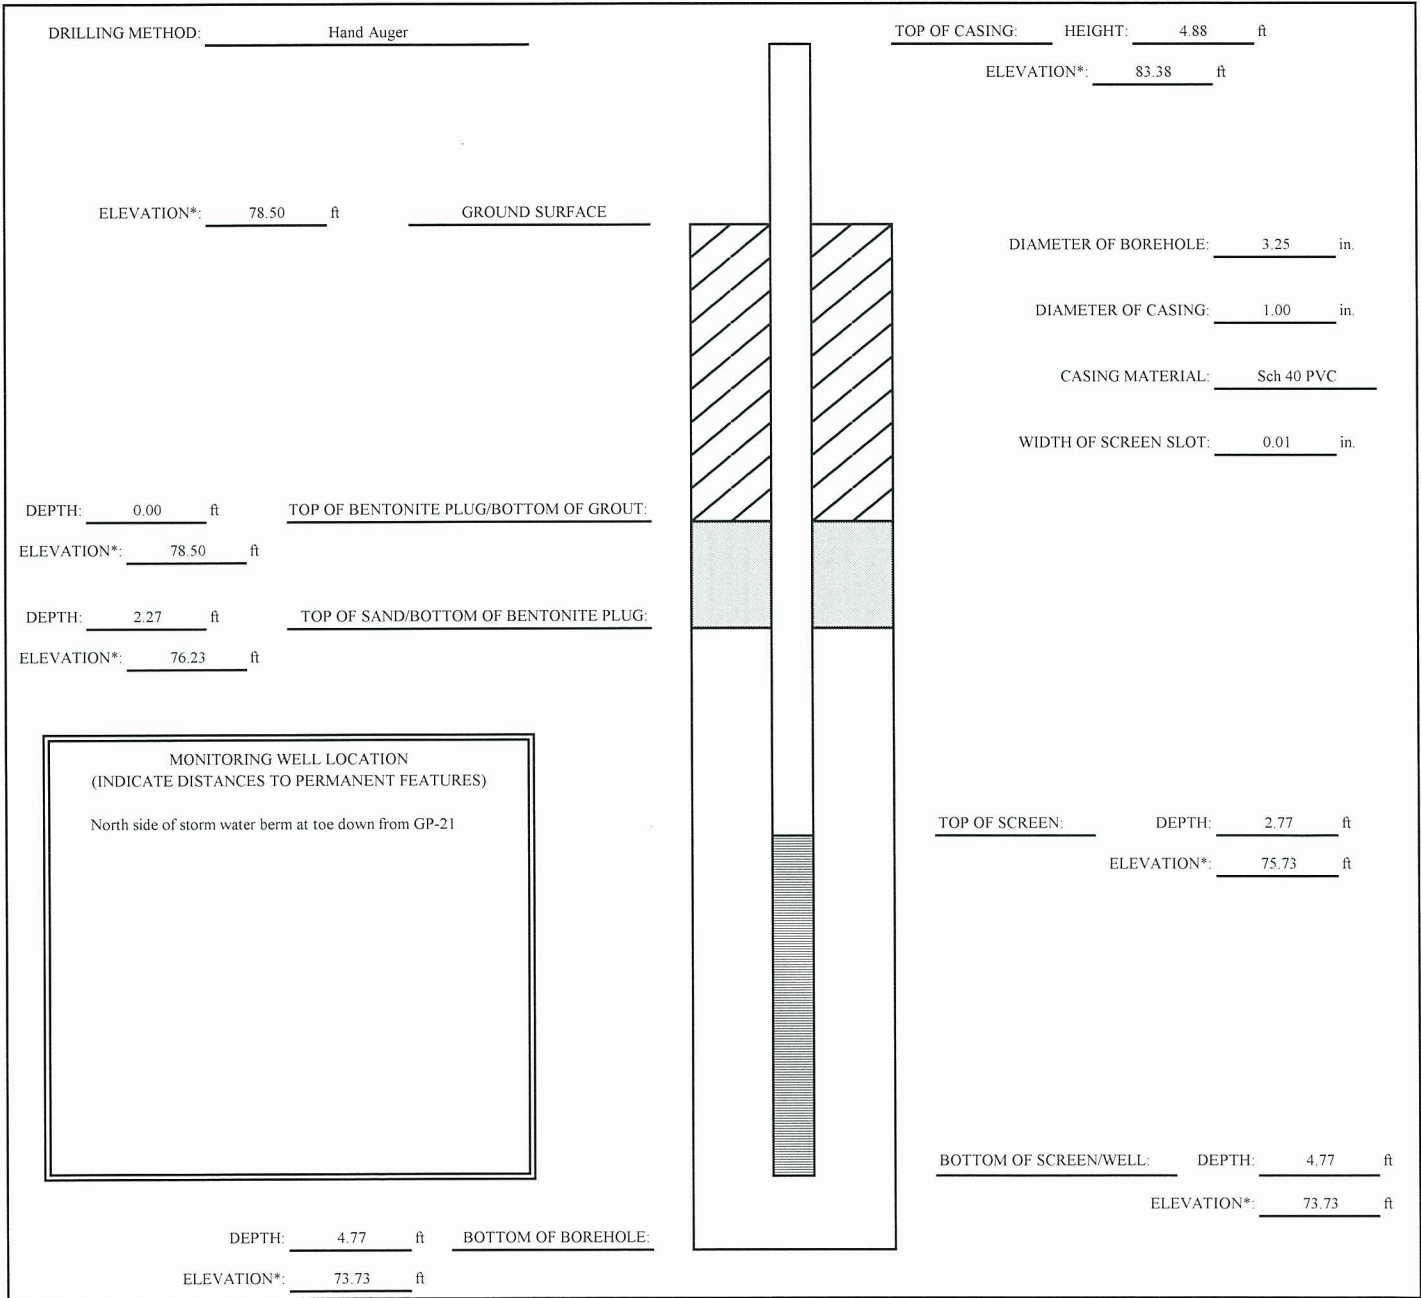 DRILLING METHOD: Hand Auger
TOP OF CASING: HEIGHT: 4.88 ft
ELEVATION*: 83.38 ft
ELEVATION*: 78.50 ft GROUND SURFACE
DIAMETER OF BOREHOLE: 3.25 in.
DIAMETER OF CASING: 1.00 in.
CASING MATERIAL: Sch 40 PVC
WIDTH OF SCREEN SLOT: 0.01 in.
DEPTH: 0.00 ft TOP OF BENTONITE PLUG/BOTTOM OF GROUT:
ELEVATION*: 78.50 ft
DEPTH: 2.27 ft TOP OF SAND/BOTTOM OF BENTONITE PLUG:
ELEVATION*: 76.23 ft
MONITORING WELL LOCATION
(INDICATE DISTANCES TO PERMANENT FEATURES)
North side of storm water berm at toe down from GP-21
TOP OF SCREEN: DEPTH: 2.77 ft
ELEVATION*: 75.73 ft
BOTTOM OF SCREEN/WELL: DEPTH: 4.77 ft
ELEVATION*: 73.73 ft
DEPTH: 4.77 ft BOTTOM OF BOREHOLE:
ELEVATION*: 73.73 ft